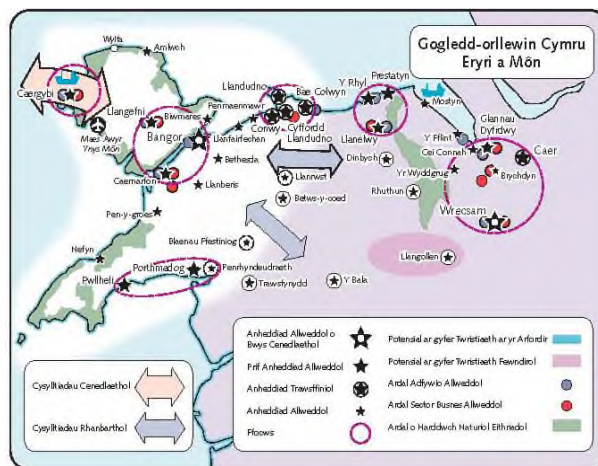 Gogledd-orllewin Cymru
Eryri a Môn
Wylfa
Amlwch
Caergybi
Llangefni
Maes Awyr
Ynys Môn
Biwmares
Bangor
Penmaenmawr
Llanfairfechan
Bethesda
Caernarfon
Llanberis
Pen-y-groes
Nefyn
Pwllheli
Porthmadog
Penrhyndeudraeth
Blaenau Ffestiniog
Trawsfynydd
Y Bala
Betws-y-coed
Llanrwst
Llandudno
Bae Colwyn
Conwy
Cyffordd
Llandudno
Y Rhyl
Prestatyn
Llanelwy
Dinbych
Rhuthun
Mostyn
Y Fflint
Cei Connah
Glannau
Dyfrdwy
Caer
Yr Wyddgrug
Brychdyn
Wrecsam
Llangollen
Cysylltiadau Cenedlaethol
Cysylltiadau Rhanbarthol
Anheddiad Allweddol o
Bwys Cenedlaethol
Prif Anheddiad Allweddol
Anheddiad Trawsffiniol
Anheddiad Allweddol
Ffocws
Potensial ar gyfer Twristiaeth ar yr Arfordir
Potensial ar gyfer Twristiaeth Fewndirol
Ardal Adfywio Allweddol
Ardal Sector Busnes Allweddol
Ardal o Harddwch Naturiol Eithriadol